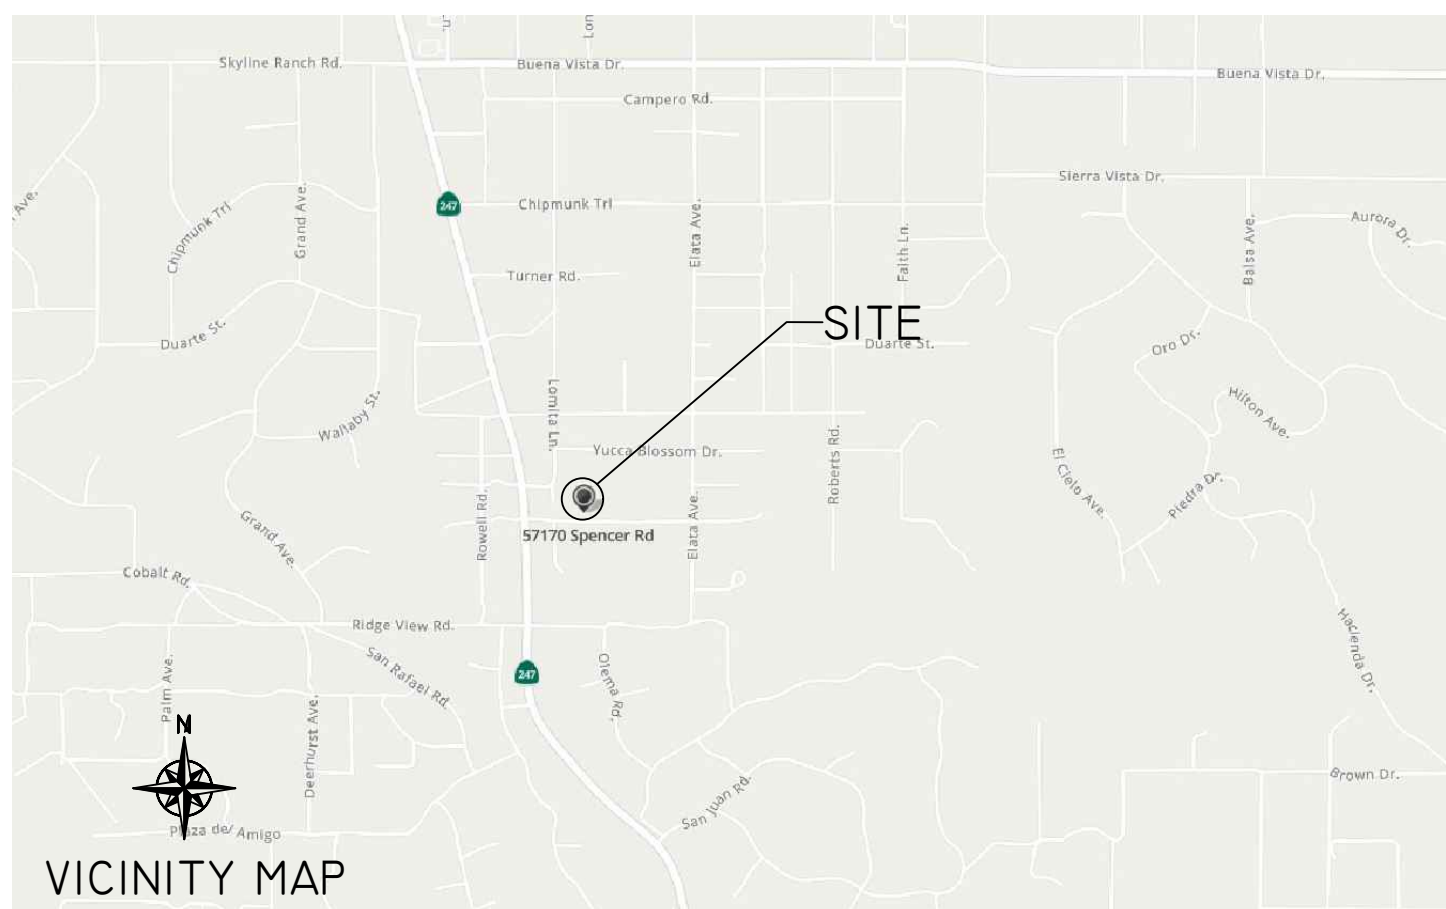 Ln.
Lon
Skyline Ranch Rd.
Buena Vista Dr.
Buena Vista Dr.
Campero Rd.
Sierra Vista Dr.
Ave.
Chipmunk Trl
Grand Ave.
247
Chipmunk Trl
Elata Ave.
Faith Ln.
Balsa Ave.
Aurora Dr.
Turner Rd.
SITE
Duarte St.
Duarte St.
Oro Dr.
Wallaby St.
Lomita Ln.
Hilton Ave.
Yucca Blossom Dr.
Roberts Rd.
El Cielo Ave.
Piedra Dr.
Grand Ave.
Rowell Rd.
57170 Spencer Rd
Elata Ave.
Cobalt Rd.
Ridge View Rd.
Hacienda Dr.
San Rafael Rd.
247
Olema Rd.
Palm Ave.
Deerhurst Ave.
N
Brown Dr.
San Juan Rd.
Plaza del Amigo
VICINITY MAP